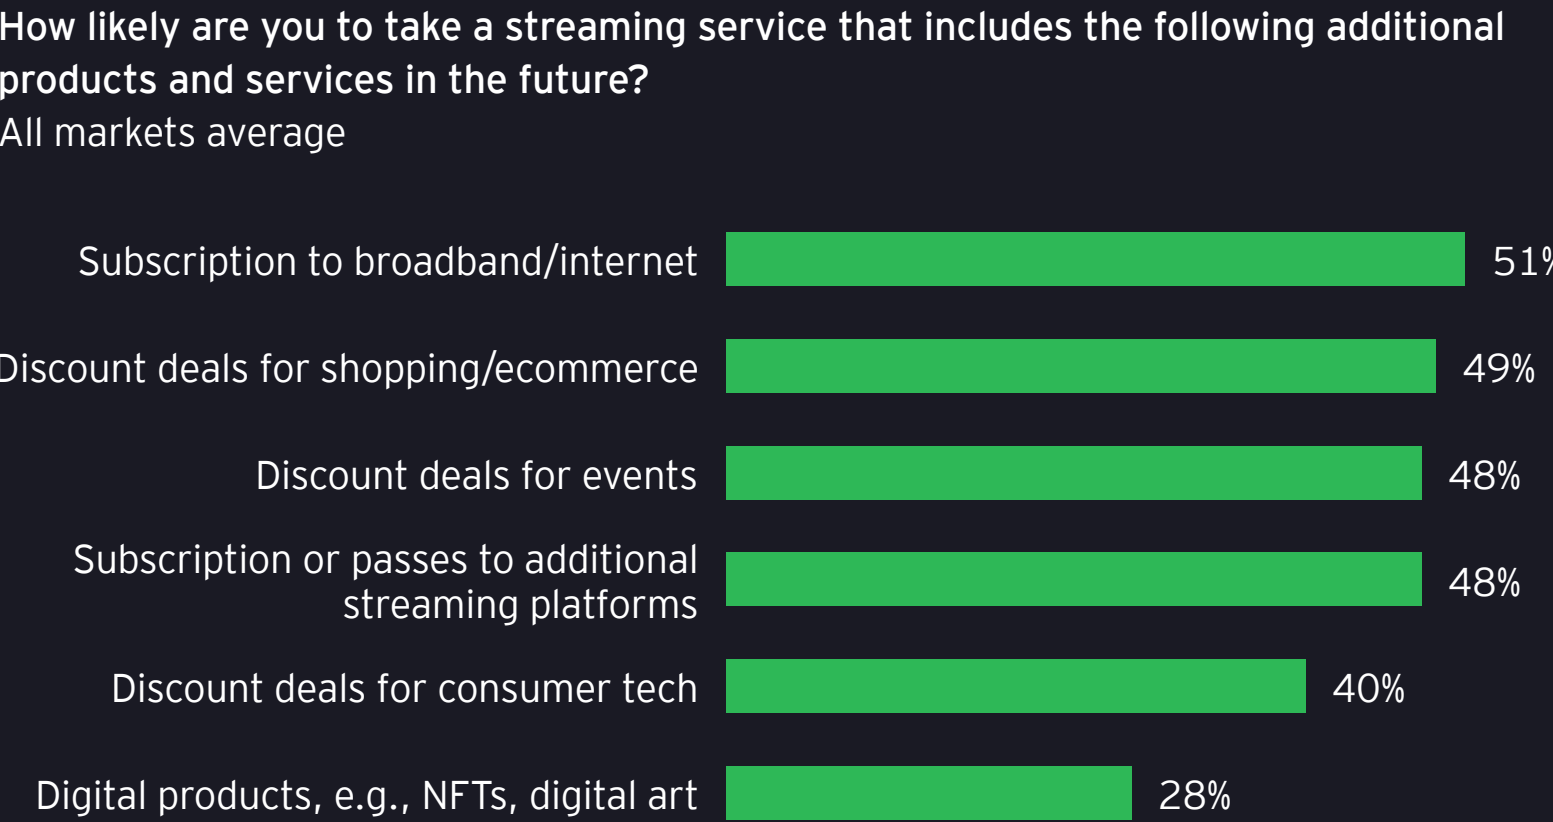 How likely are you to take a streaming service that includes the following additional
products and services in the future?
All markets average
Subscription to broadband/internet 51%
Discount deals for shopping/ecommerce 49%
Discount deals for events 48%
Subscription or passes to additional
streaming platforms 48%
Discount deals for consumer tech 40%
Digital products, e.g., NFTs, digital art 28%